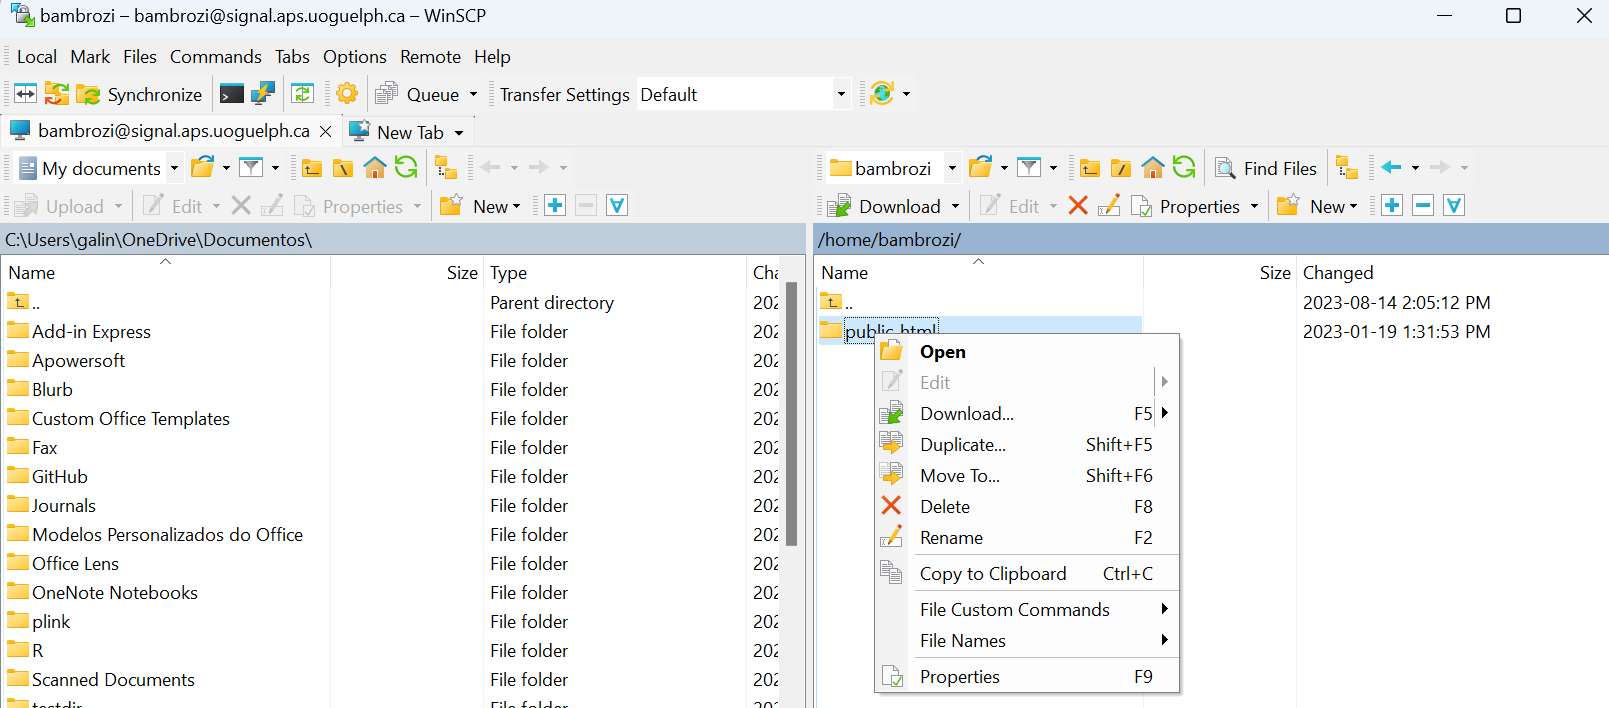 bambrozi – bambrozi@signal.aps.uoguelph.ca – WinSCP
Local Mark Files Commands Tabs Options Remote Help
Synchronize Queue Transfer Settings Default
bambrozi@signal.aps.uoguelph.ca New Tab
My documents
Upload Edit Properties New
C:\Users\galin\OneDrive\Documentos\
Name Size Type Cha
.. Parent directory 202
Add-in Express File folder 202
Apowersoft File folder 202
Blurb File folder 202
Custom Office Templates File folder 202
Fax File folder 202
GitHub File folder 202
Journals File folder 202
Modelos Personalizados do Office File folder 202
Office Lens File folder 202
OneNote Notebooks File folder 202
plink File folder 202
R File folder 202
Scanned Documents File folder 202
testdir File folder 202
bambrozi Find Files
Download Edit Properties New
/home/bambrozi/
Name Size Changed
.. 2023-08-14 2:05:12 PM
public_html 2023-01-19 1:31:53 PM
Open
Edit
Download... F5
Duplicate... Shift+F5
Move To... Shift+F6
Delete F8
Rename F2
Copy to Clipboard Ctrl+C
File Custom Commands
File Names
Properties F9